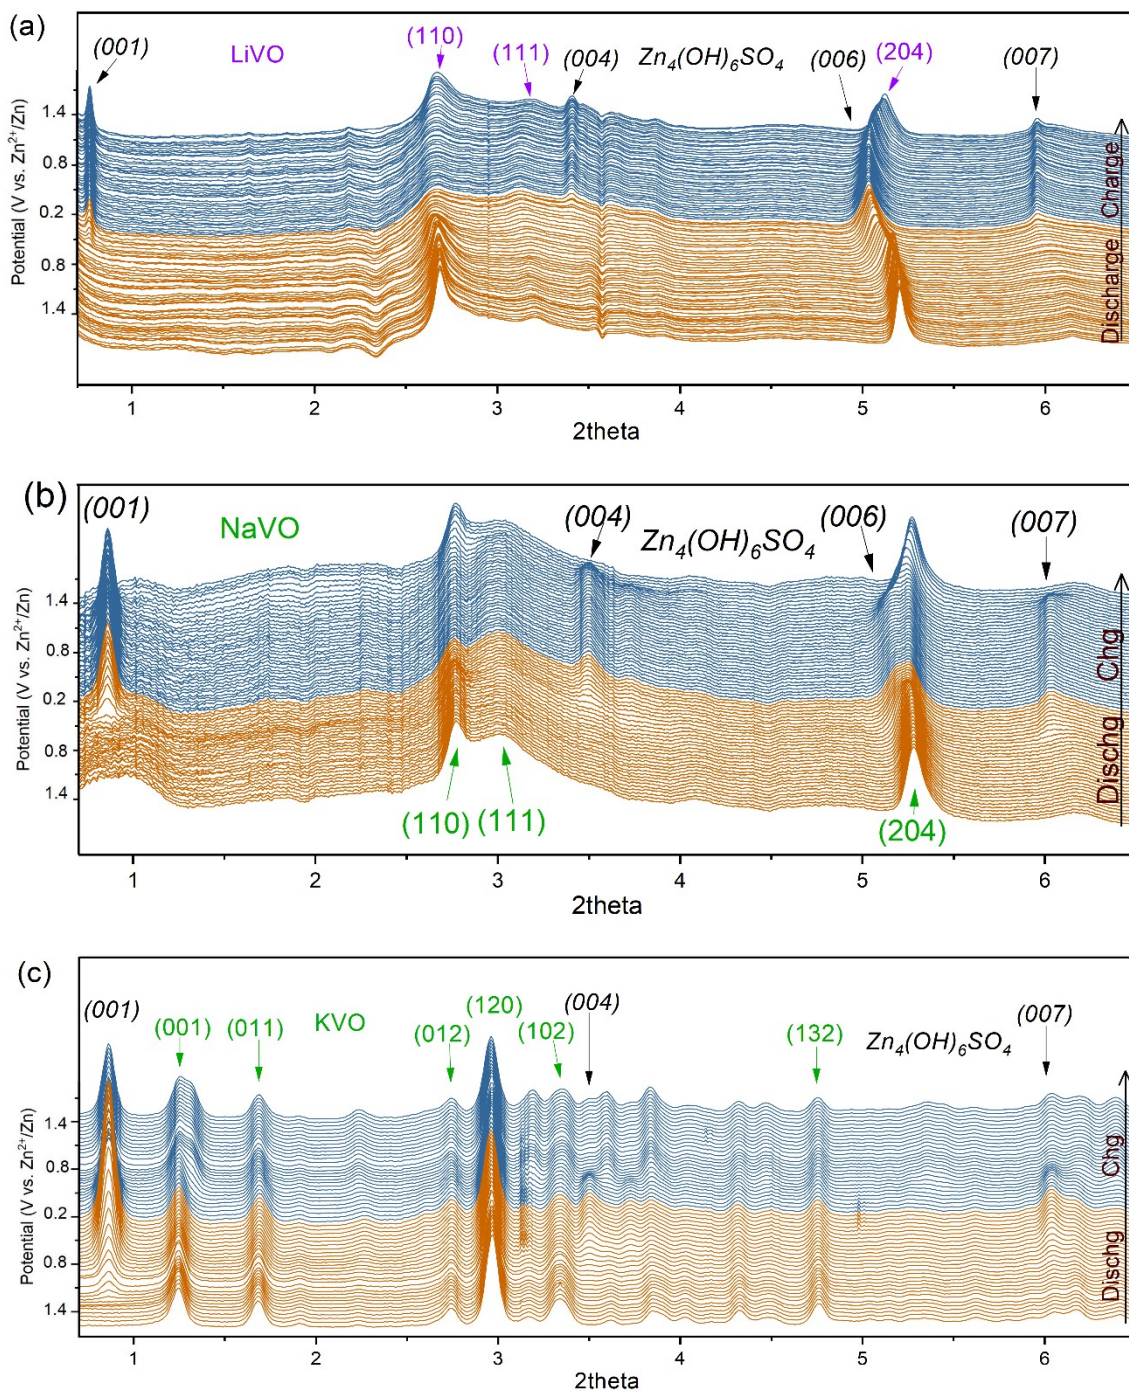 (a)
(001)
LiVO
(110)
(111)
(004)
Zn4(OH)6SO4
(006)
(204)
(007)
Potential (V vs. Zn2+/Zn)
1.4
0.8
0.2
0.8
1.4
Discharge Charge
1 2 3 4 5 6
2theta
(b)
(001)
NaVO
(004)
Zn4(OH)6SO4
(006)
(007)
Potential (V vs. Zn2+/Zn)
1.4
0.8
0.2
0.8
1.4
Dischg Chg
(110) (111)
(204)
1 2 3 4 5 6
2theta
(c)
(001)
(001)
(011)
KVO
(012)
(120)
(102)
(004)
(132)
Zn4(OH)6SO4
(007)
Potential (V vs. Zn2+/Zn)
1.4
0.8
0.2
0.8
1.4
Dischg Chg
1 2 3 4 5 6
2theta